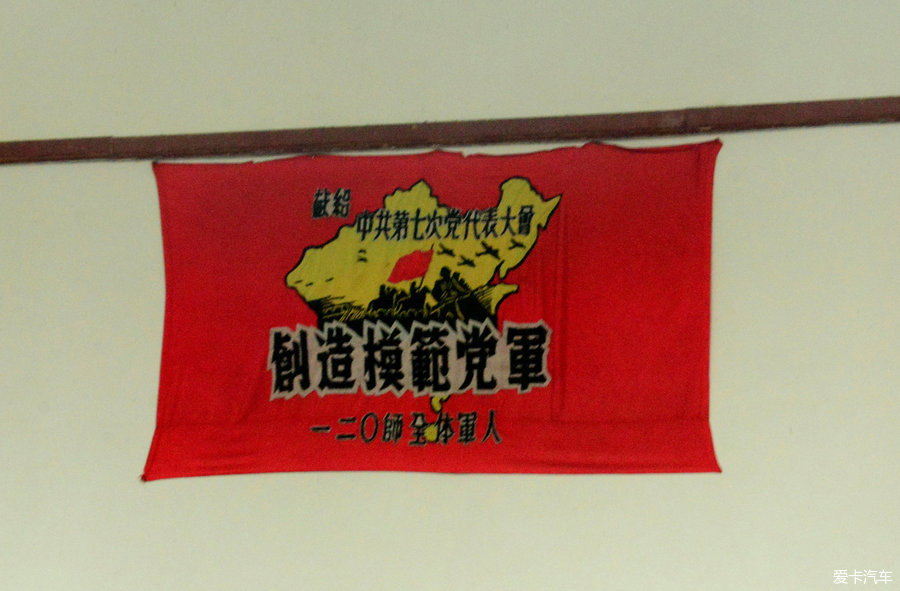 献給
中共第七次党代表大會
創造模範党軍
一二〇師全体軍人
爱卡汽车